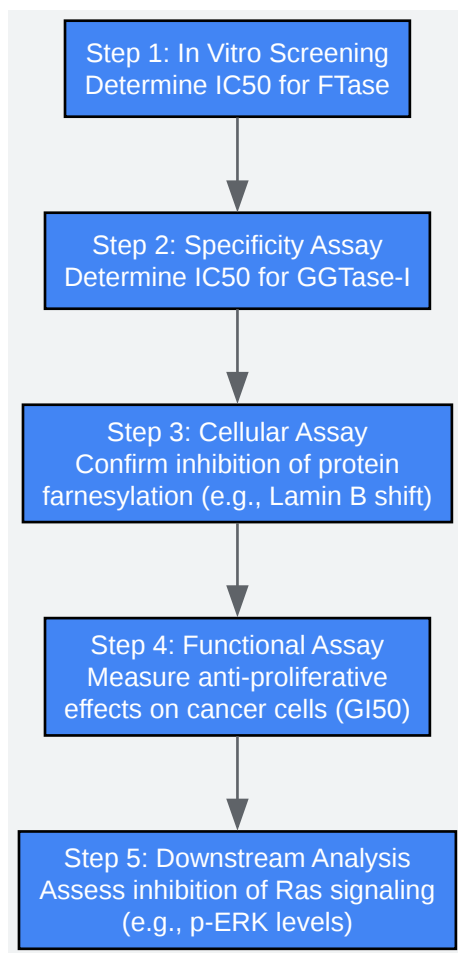 Step 1: In Vitro Screening
Determine IC50 for FTase
Step 2: Specificity Assay
Determine IC50 for GGTase-I
Step 3: Cellular Assay
Confirm inhibition of protein
farnesylation (e.g., Lamin B shift)
Step 4: Functional Assay
Measure anti-proliferative
effects on cancer cells (GI50)
Step 5: Downstream Analysis
Assess inhibition of Ras signaling
(e.g., p-ERK levels)